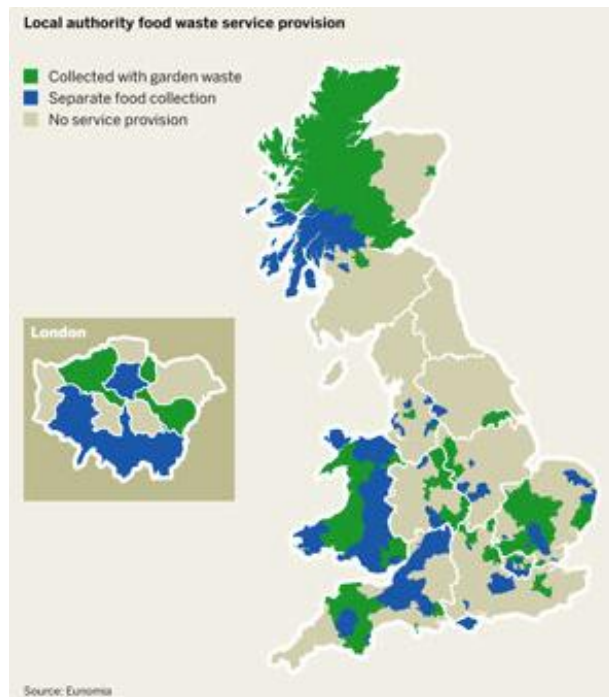 Local authority food waste service provision
Collected with garden waste
Separate food collection
No service provision
London
Source: Eunomia